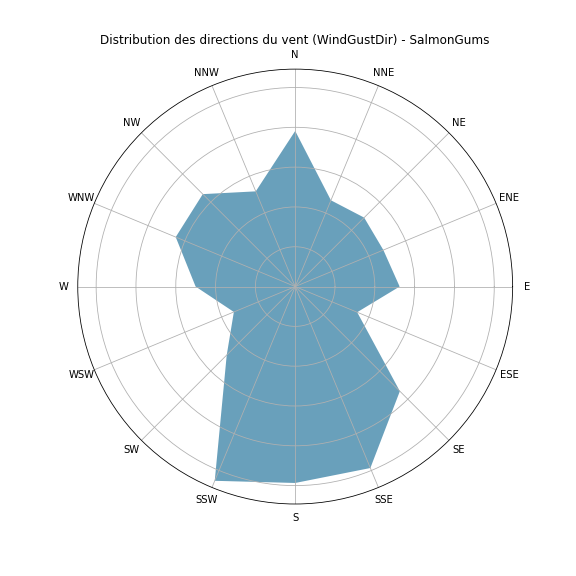 Distribution des directions du vent (WindGustDir) - SalmonGums
N
NNW
NNE
NW
NE
WNW
ENE
W
E
WSW
ESE
SW
SE
SSW
SSE
S